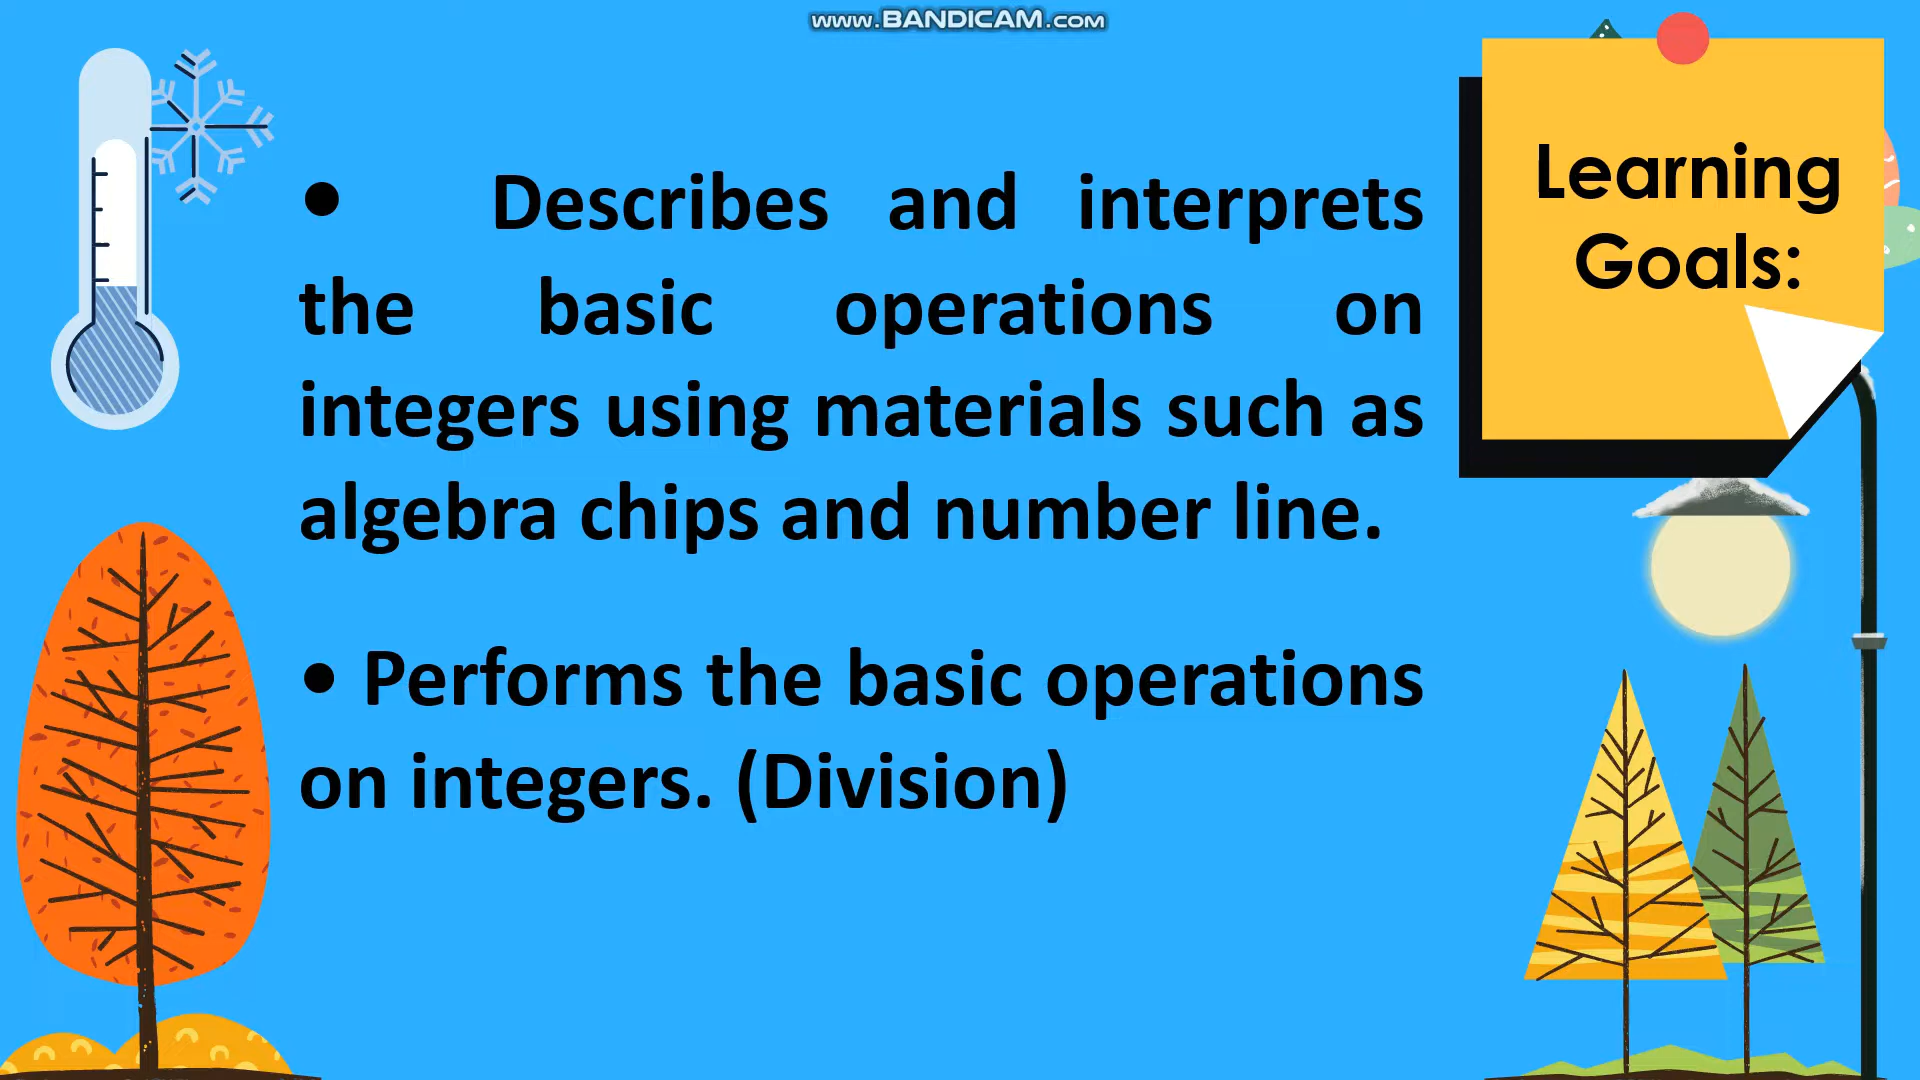 www.BANDICAM.com
Learning
Goals:
• Describes and interprets
the basic operations on
integers using materials such as
algebra chips and number line.
• Performs the basic operations
on integers. (Division)